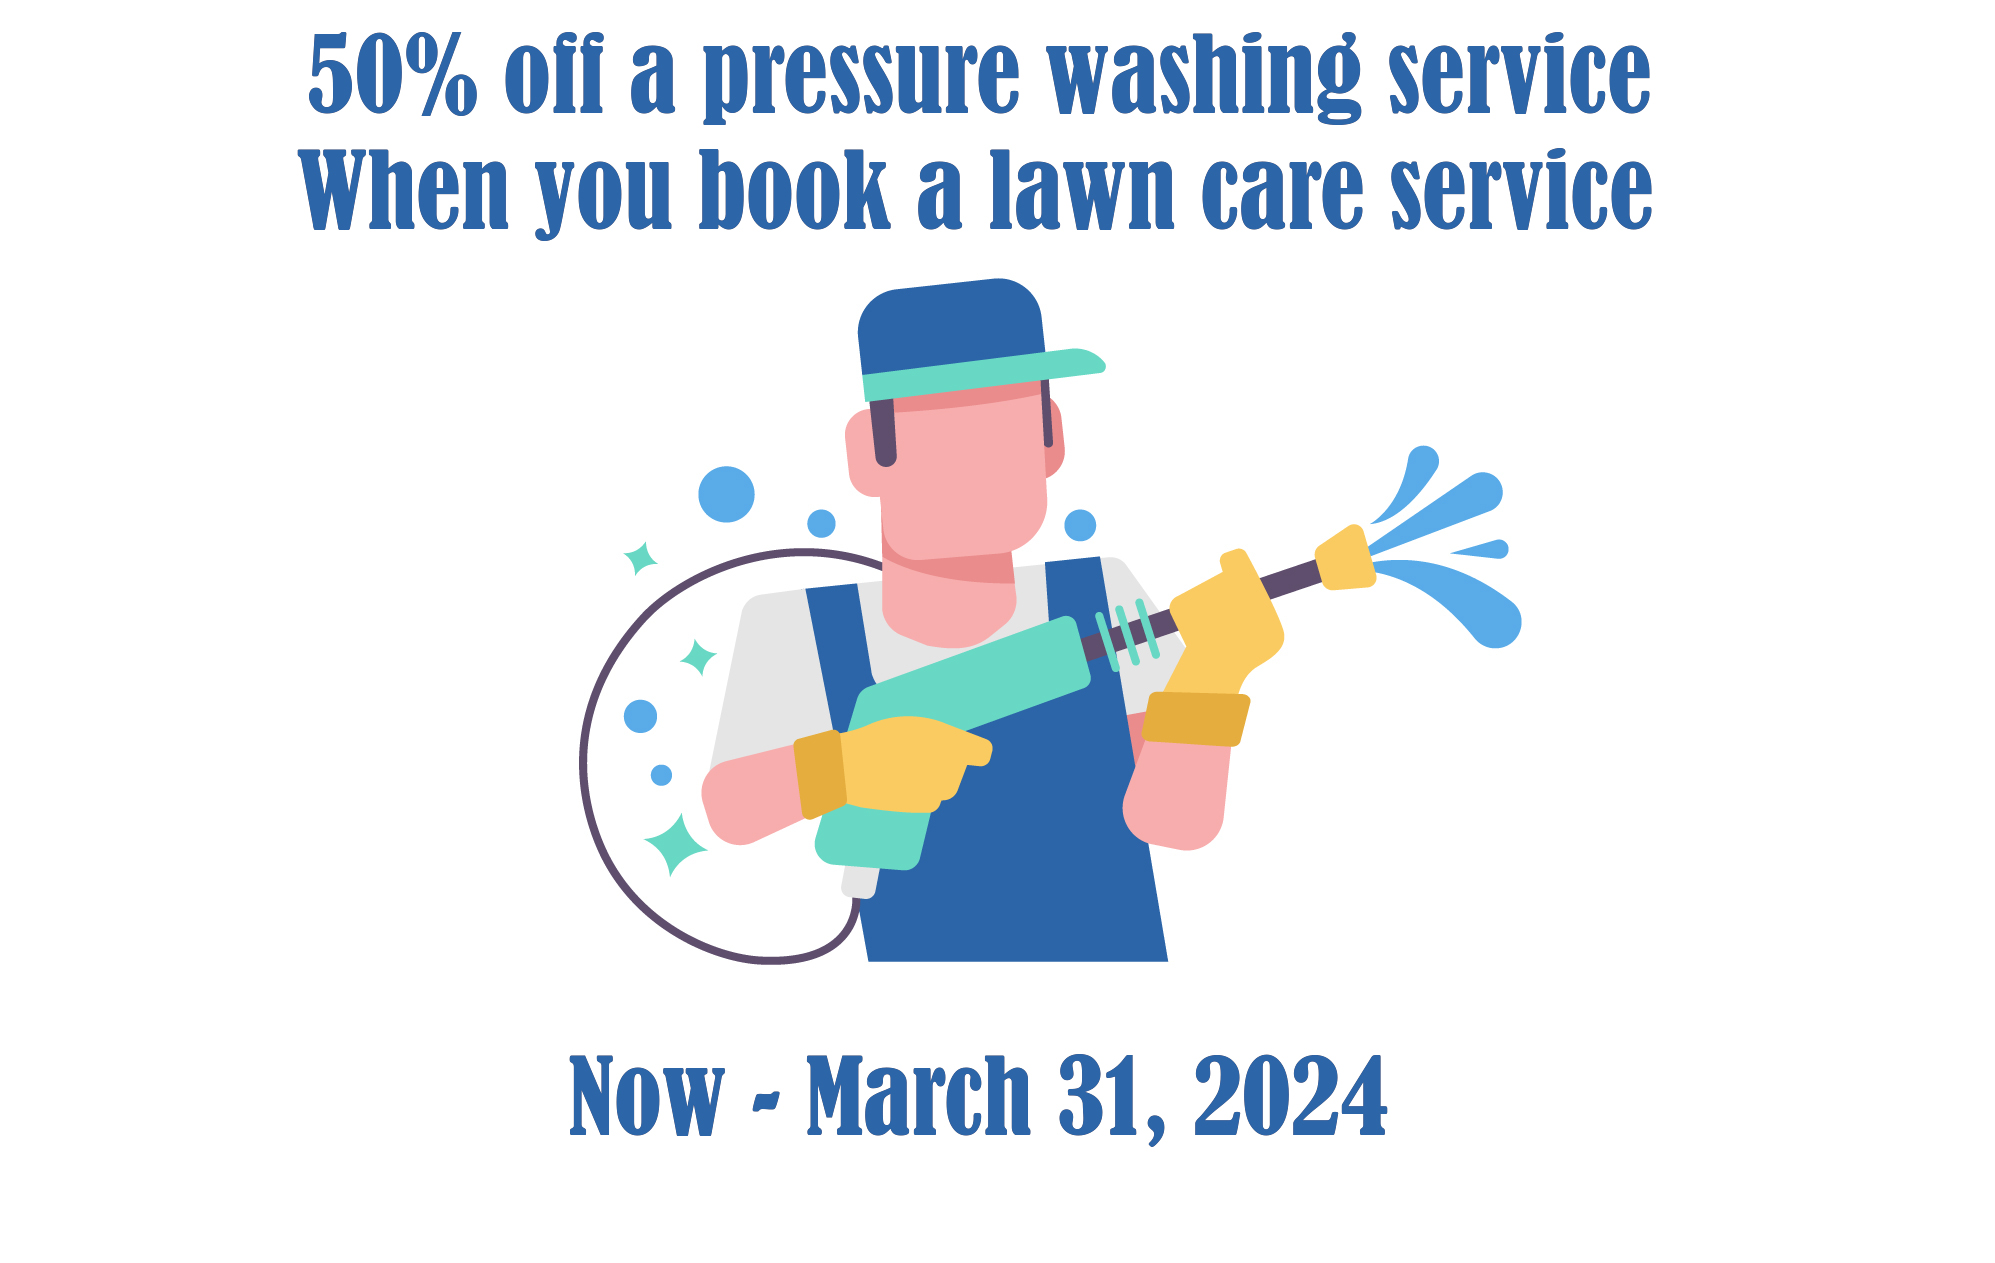 50% off a pressure washing service
When you book a lawn care service
Now - March 31, 2024